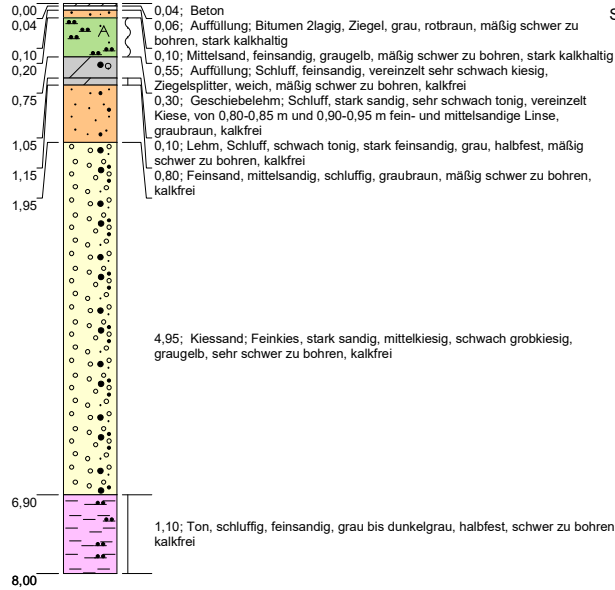 0,00
0,04; Beton
S
0,04
0,06; Auffüllung; Bitumen 2lagig, Ziegel, grau, rotbraun, mäßig schwer zu
bohren, stark kalkhaltig
A
0,10
0,10; Mittelsand, feinsandig, graugelb, mäßig schwer zu bohren, stark kalkhaltig
0,20
0,55; Auffüllung; Schluff, feinsandig, vereinzelt sehr schwach kiesig,
Ziegelsplitter, weich, mäßig schwer zu bohren, kalkfrei
0,75
0,30; Geschiebelehm; Schluff, stark sandig, sehr schwach tonig, vereinzelt
Kiese, von 0,80-0,85 m und 0,90-0,95 m fein- und mittelsandige Linse,
graubraun, kalkfrei
1,05
0,10; Lehm, Schluff, schwach tonig, stark feinsandig, grau, halbfest, mäßig
schwer zu bohren, kalkfrei
1,15
0,80; Feinsand, mittelsandig, schluffig, graubraun, mäßig schwer zu bohren,
kalkfrei
1,95
4,95; Kiessand; Feinkies, stark sandig, mittelkiesig, schwach grobkiesig,
graugelb, sehr schwer zu bohren, kalkfrei
6,90
1,10; Ton, schluffig, feinsandig, grau bis dunkelgrau, halbfest, schwer zu bohren
kalkfrei
8,00